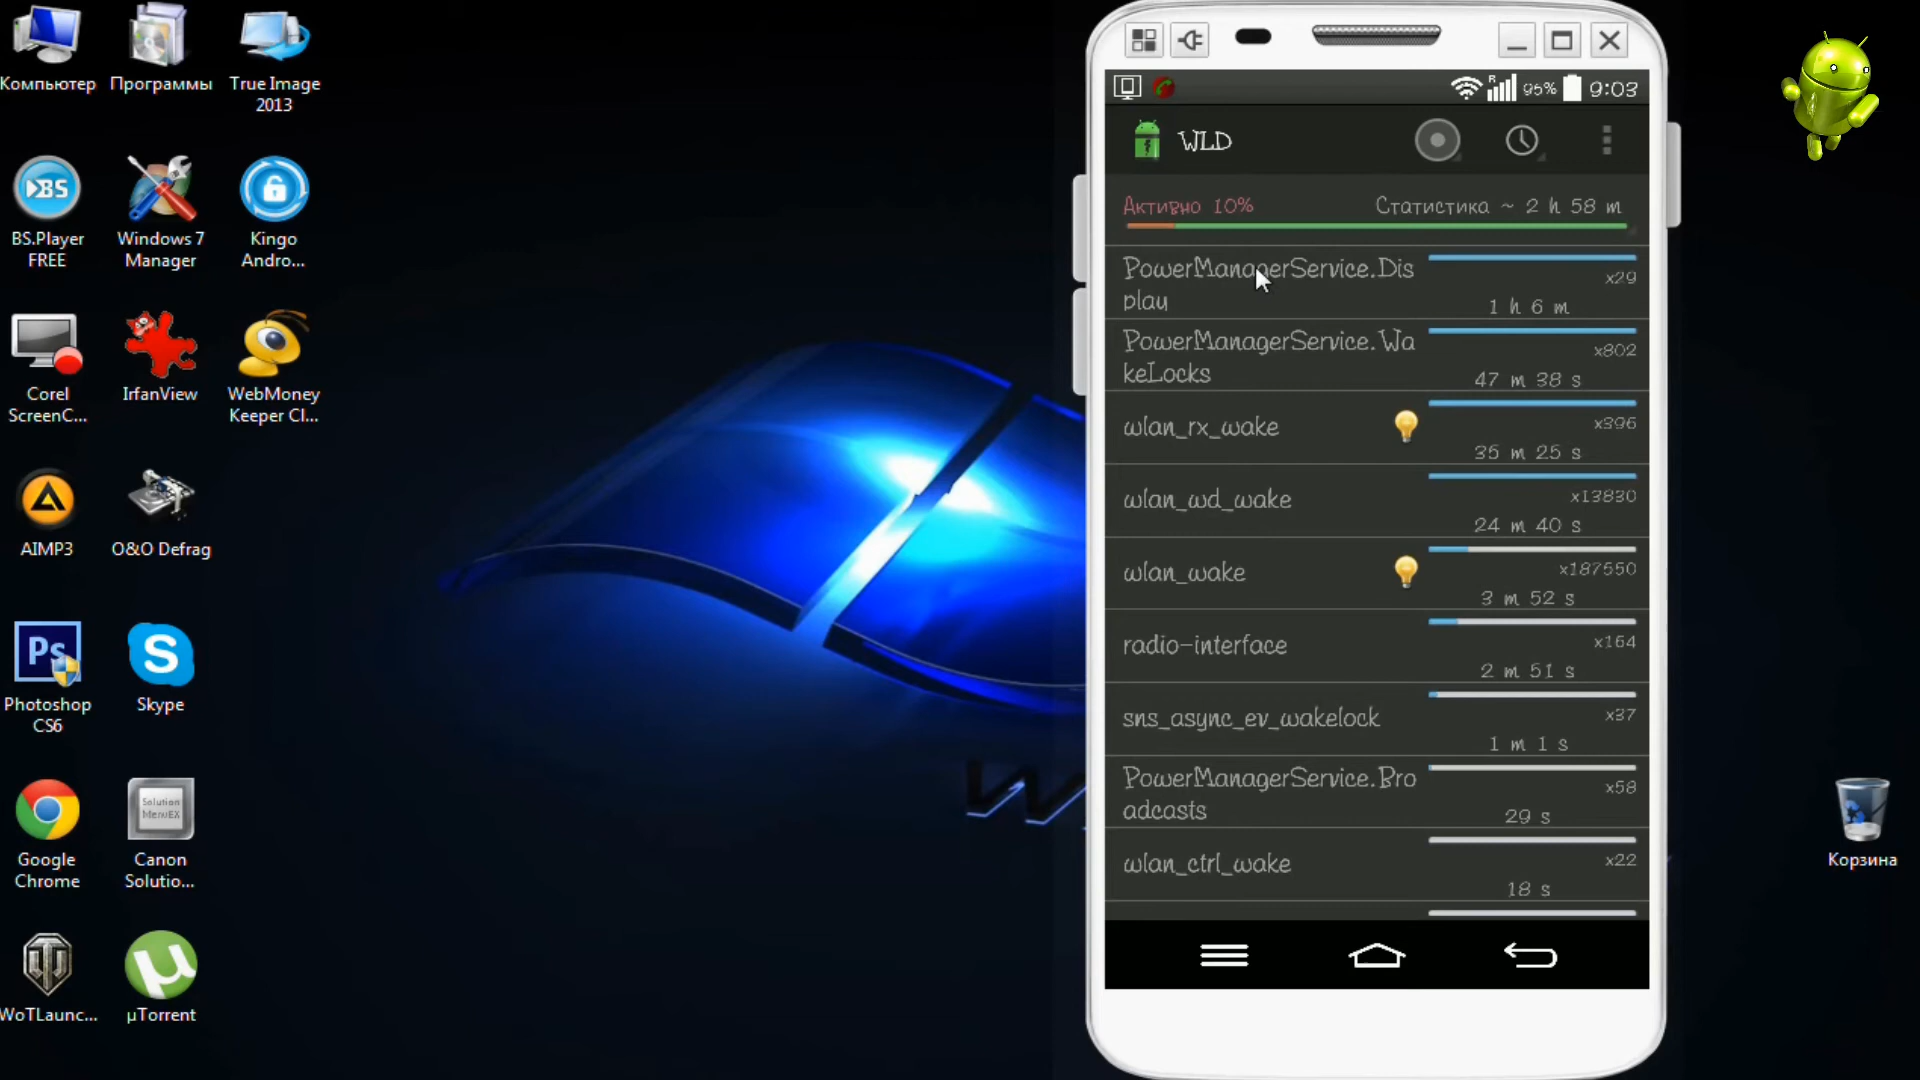 Компьютер
Программы
True Image
2013
BS.Player
FREE
Windows 7
Manager
Kingo
Andro...
Corel
ScreenC...
IrfanView
WebMoney
Keeper Cl...
AIMP3
O&O Defrag
Ps
Photoshop
CS6
Skype
Google
Chrome
Solution
MenuEX
Canon
Solutio...
WoTLaunc...
µTorrent
Корзина
R
95%
9:03
WLD
Активно 10%
Статистика ~ 2 h 58 m
PowerManagerService.Dis
play
x29
1 h 6 m
PowerManagerService.Wa
keLocks
x802
47 m 38 s
wlan_rx_wake
x396
35 m 25 s
wlan_wd_wake
x13830
24 m 40 s
wlan_wake
x187550
3 m 52 s
radio-interface
x164
2 m 51 s
sns_async_ev_wakelock
x37
1 m 1 s
PowerManagerService.Bro
adcasts
x58
29 s
wlan_ctrl_wake
x22
18 s